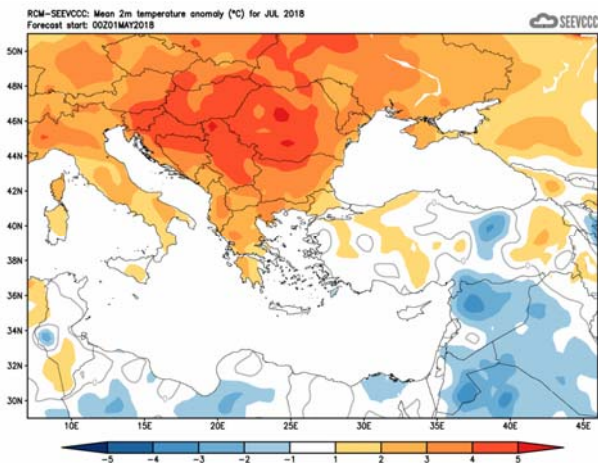 RCM-SEEVCCC: Mean 2m temperature anomaly (°C) for JUL 2018
Forecast start: 00Z01MAY2018
SEEVCCC
50N
48N
46N
44N
42N
40N
38N
36N
34N
32N
30N
10E 15E 20E 25E 30E 35E 40E 45E
-5 -4 -3 -2 -1 1 2 3 4 5